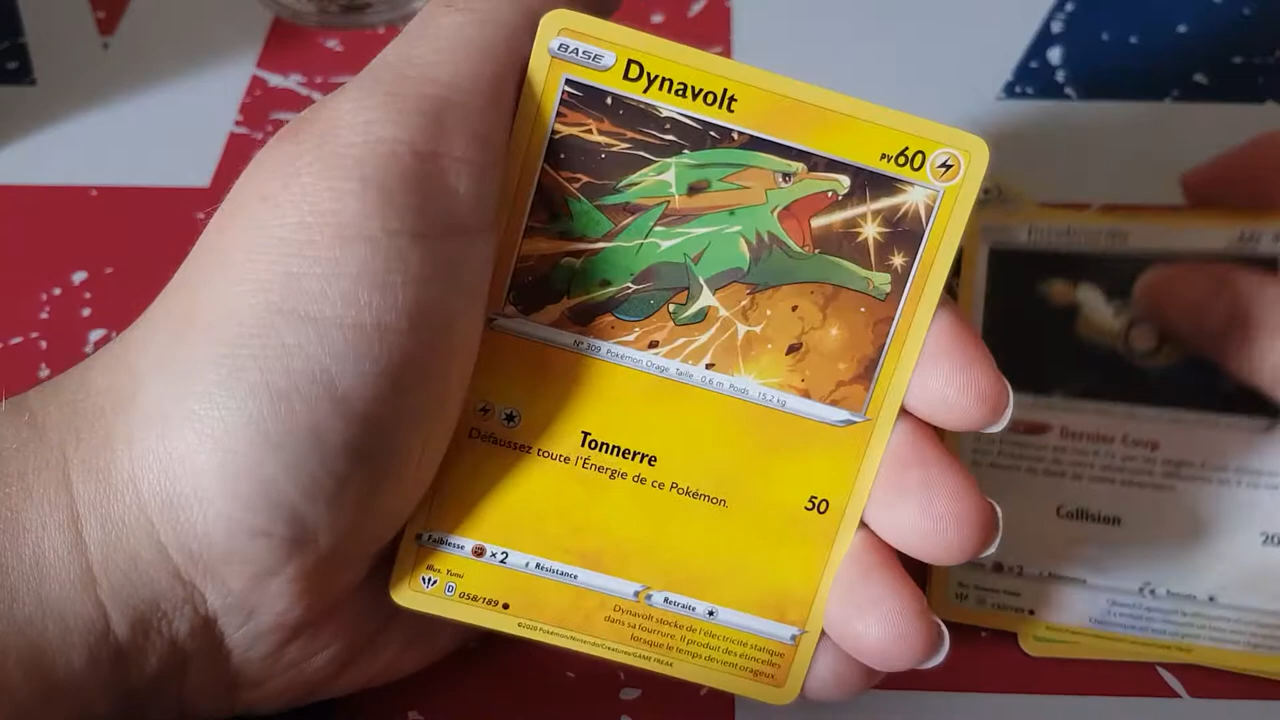 BASE
Dynavolt
PV60
N° 309 Pokémon Orage Taille : 0,6 m Poids : 15,2 kg
Tonnerre
50
Défaussez toute l'Énergie de ce Pokémon.
Faiblesse ×2 Résistance Retraite
Illus. Yumi
D 058/189
Dynavolt stocke de l'électricité statique
dans sa fourrure. Il produit des étincelles
lorsque le temps devient orageux.
©2020 Pokémon/Nintendo/Creatures/GAME FREAK
Dernier Coup
Collision
20
×2